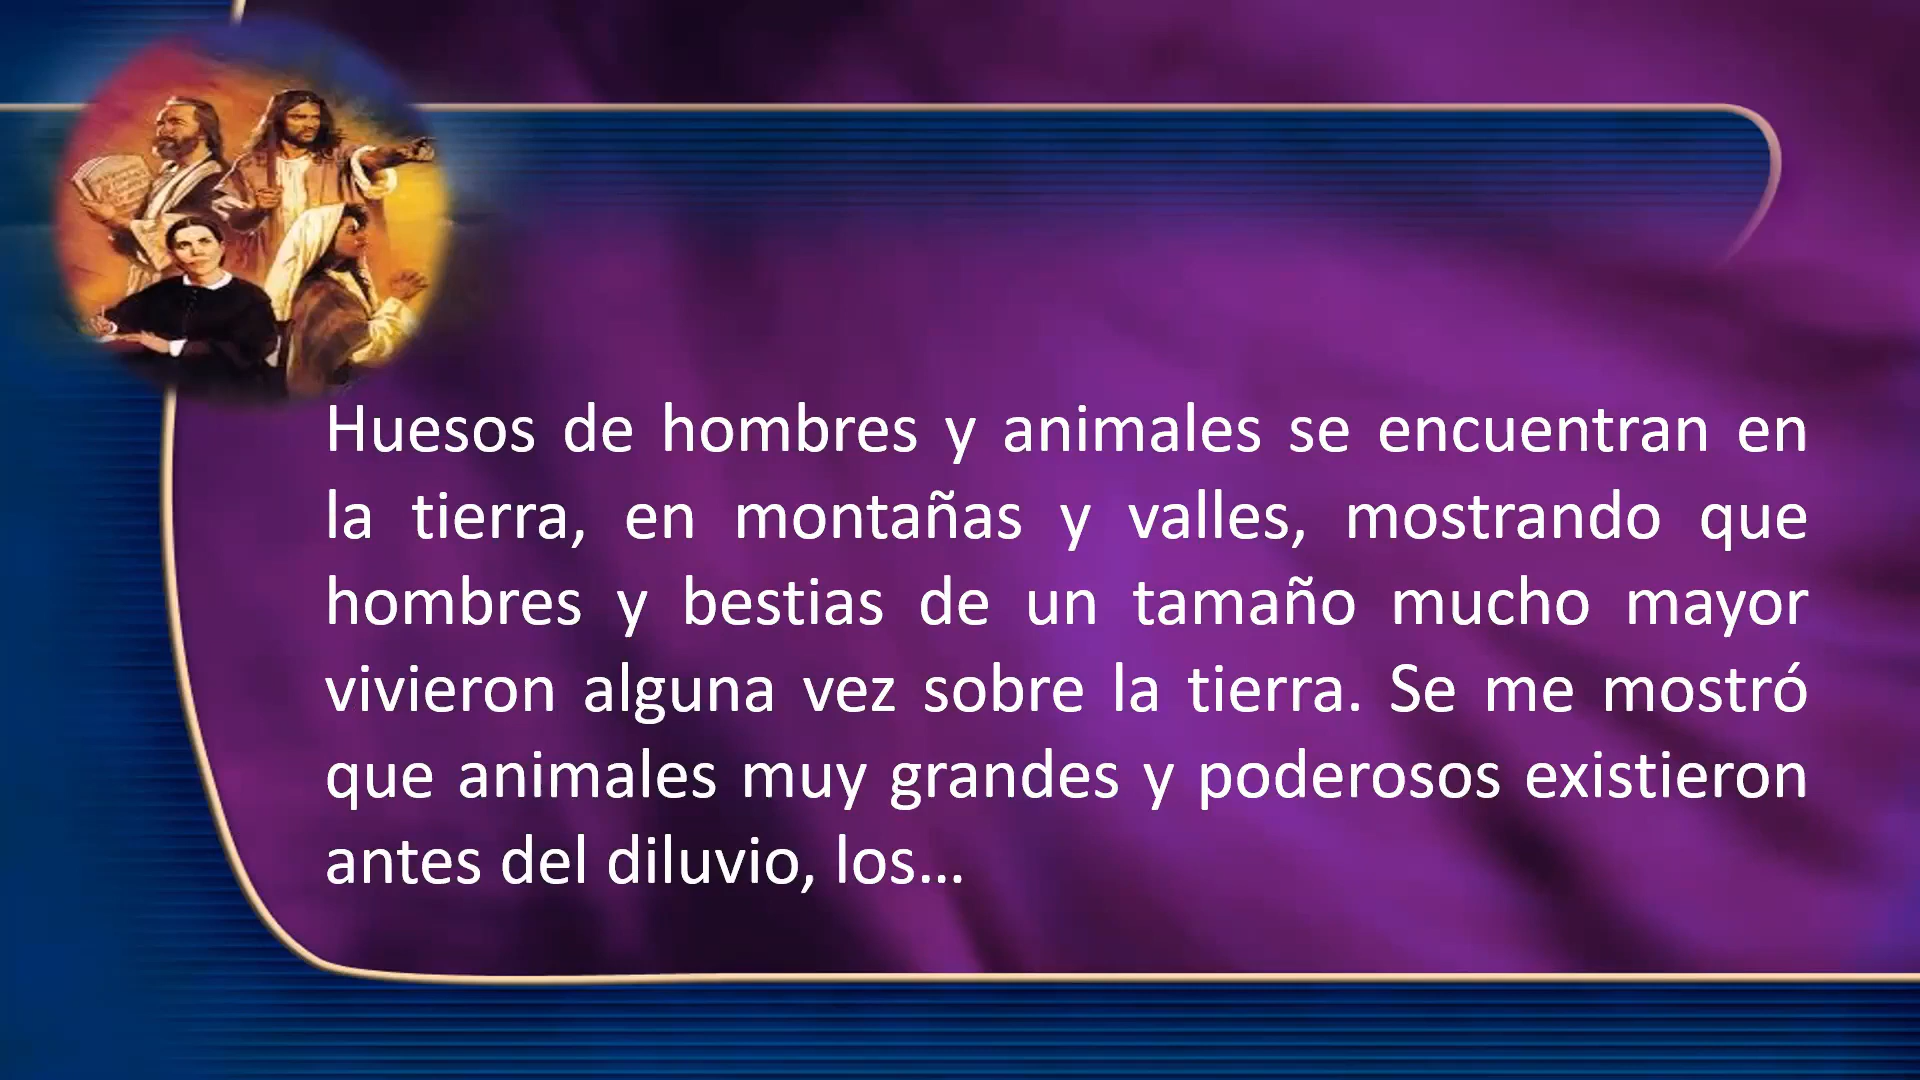 Huesos de hombres y animales se encuentran en
la tierra, en montañas y valles, mostrando que
hombres y bestias de un tamaño mucho mayor
vivieron alguna vez sobre la tierra. Se me mostró
que animales muy grandes y poderosos existieron
antes del diluvio, los…